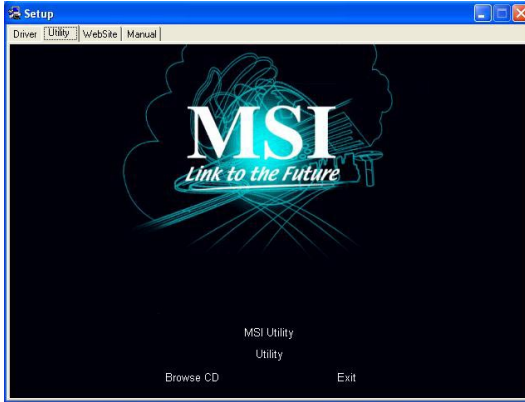 Setup
Driver Utility WebSite Manual
MSI
Link to the Future
MSI Utility
Utility
Browse CD Exit